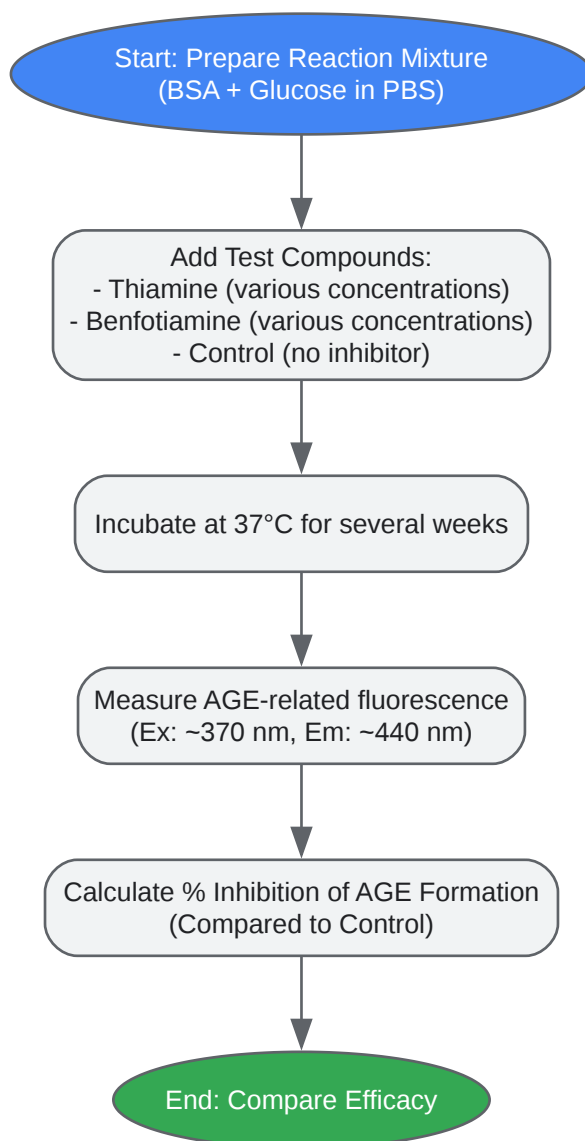 Start: Prepare Reaction Mixture
(BSA + Glucose in PBS)
Add Test Compounds:
- Thiamine (various concentrations)
- Benfotiamine (various concentrations)
- Control (no inhibitor)
Incubate at 37°C for several weeks
Measure AGE-related fluorescence
(Ex: ~370 nm, Em: ~440 nm)
Calculate % Inhibition of AGE Formation
(Compared to Control)
End: Compare Efficacy